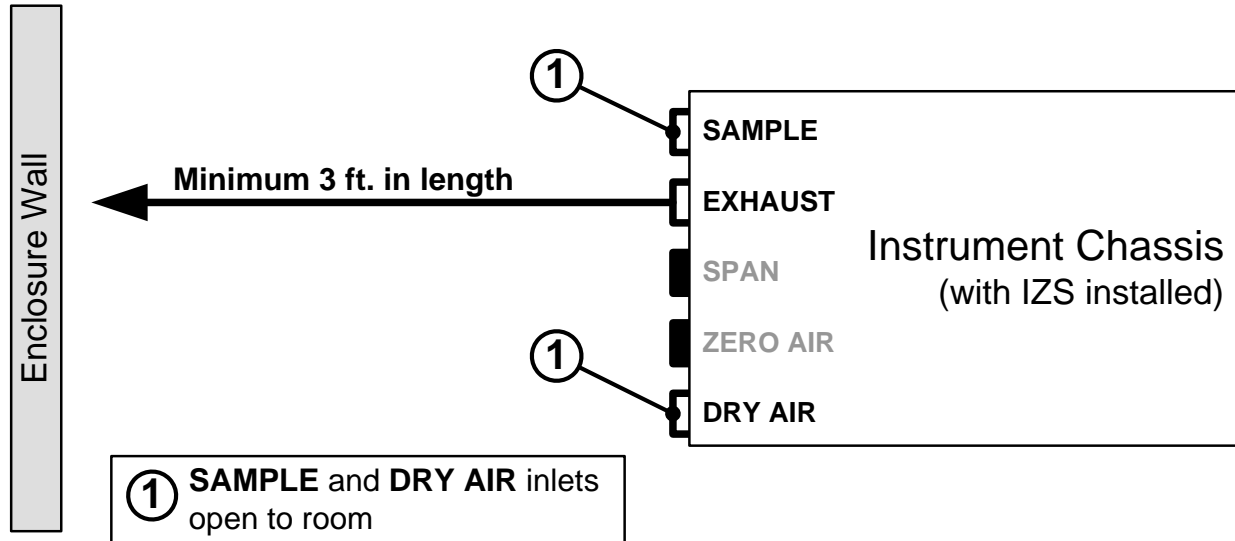 Enclosure Wall
Minimum 3 ft. in length
1
SAMPLE
EXHAUST
SPAN
ZERO AIR
1
DRY AIR
Instrument Chassis
(with IZS installed)
1 SAMPLE and DRY AIR inlets
open to room